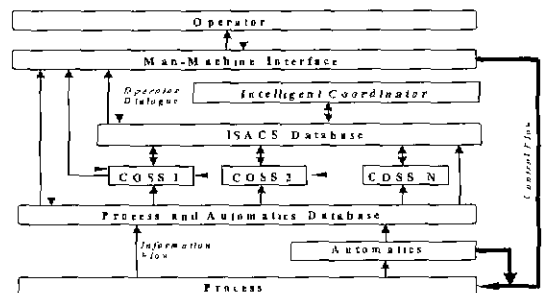 Operator
Man-Machine Interface
Operator
Dialogue
Intelligent Coordinator
ISACS Database
COSS 1
COSS 2
COSS N
Control Flow
Process and Automatics Database
Information
Flow
Automatics
Process